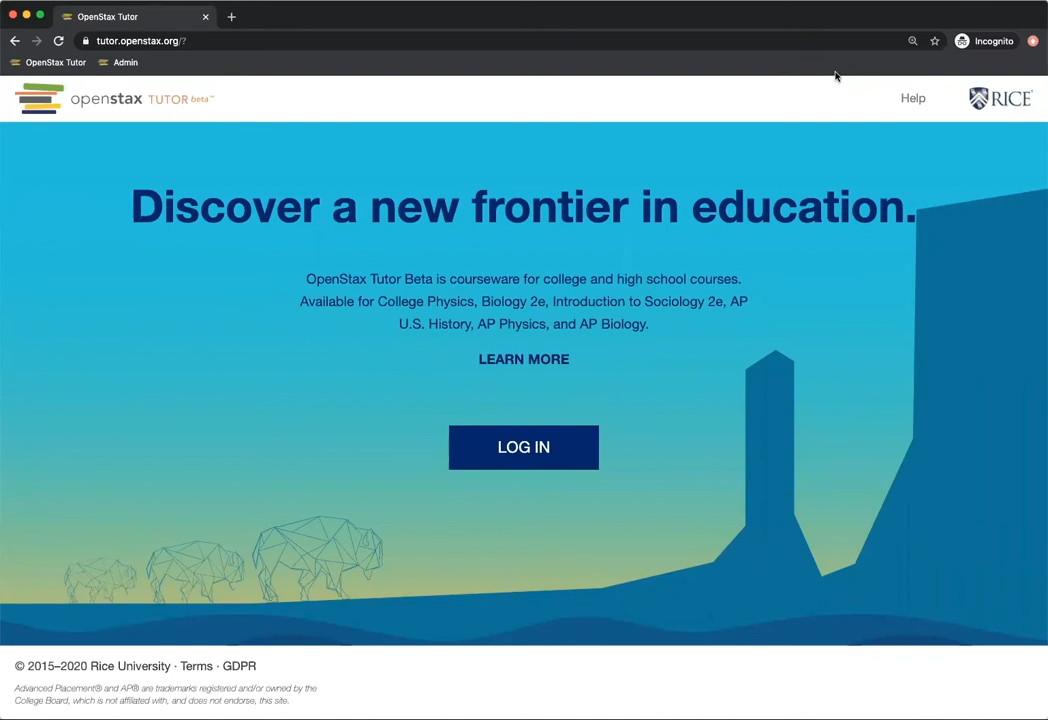 OpenStax Tutor
tutor.openstax.org/?
Incognito
OpenStax Tutor
Admin
openstax TUTOR beta™
Help
RICE®
Discover a new frontier in education.
OpenStax Tutor Beta is courseware for college and high school courses.
Available for College Physics, Biology 2e, Introduction to Sociology 2e, AP
U.S. History, AP Physics, and AP Biology.
LEARN MORE
LOG IN
© 2015–2020 Rice University · Terms · GDPR
Advanced Placement® and AP® are trademarks registered and/or owned by the
College Board, which is not affiliated with, and does not endorse, this site.